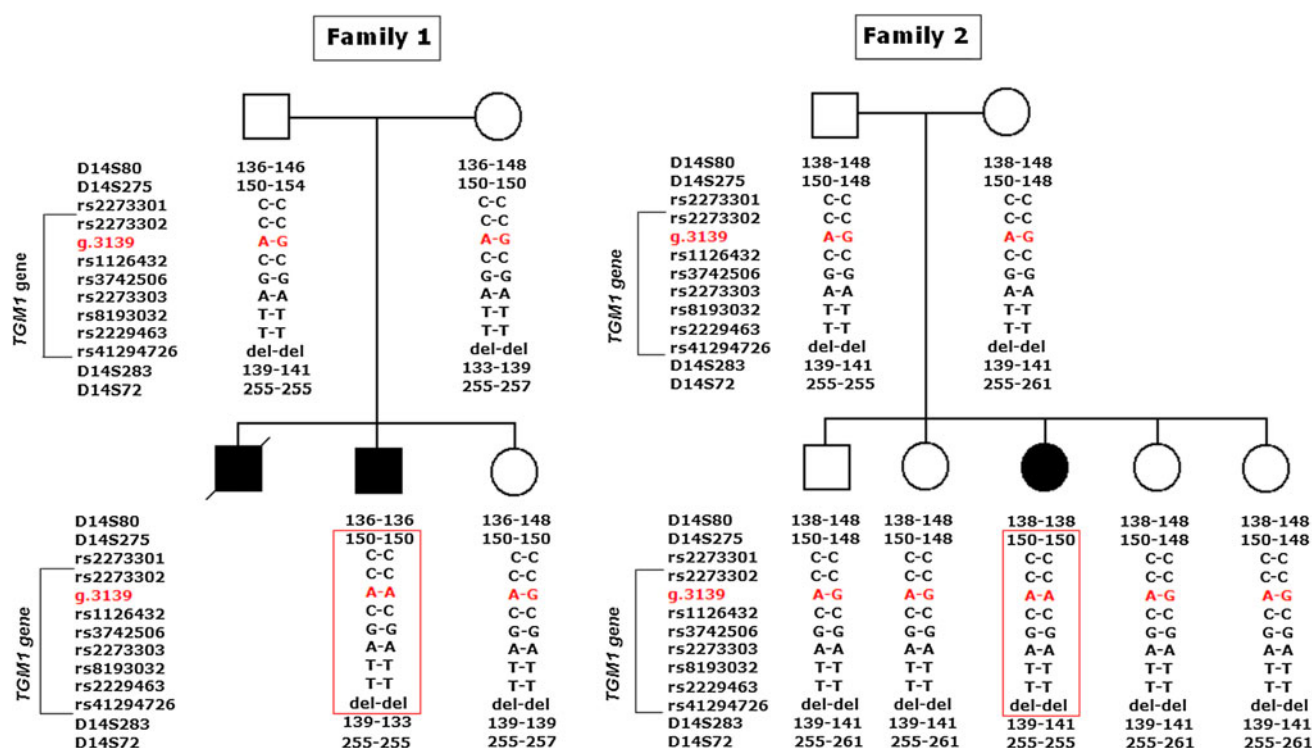 Family 1
Family 2
D14S80 136-146 136-148
D14S275 150-154 150-150
rs2273301 C-C C-C
rs2273302 C-C C-C
g.3139 A-G A-G
rs1126432 C-C C-C
rs3742506 G-G G-G
rs2273303 A-A A-A
rs8193032 T-T T-T
rs2229463 T-T T-T
rs41294726 del-del del-del
D14S283 139-141 133-139
D14S72 255-255 255-257
TGM1 gene
D14S80 138-148 138-148
D14S275 150-148 150-148
rs2273301 C-C C-C
rs2273302 C-C C-C
g.3139 A-G A-G
rs1126432 C-C C-C
rs3742506 G-G G-G
rs2273303 A-A A-A
rs8193032 T-T T-T
rs2229463 T-T T-T
rs41294726 del-del del-del
D14S283 139-141 139-141
D14S72 255-255 255-261
TGM1 gene
D14S80 136-136 136-148
D14S275 150-150 150-150
rs2273301 C-C C-C
rs2273302 C-C C-C
g.3139 A-A A-G
rs1126432 C-C C-C
rs3742506 G-G G-G
rs2273303 A-A A-A
rs8193032 T-T T-T
rs2229463 T-T T-T
rs41294726 del-del del-del
D14S283 139-133 139-139
D14S72 255-255 255-257
TGM1 gene
D14S80 138-148 138-148 138-138 138-148 138-148
D14S275 150-148 150-148 150-150 150-148 150-148
rs2273301 C-C C-C C-C C-C C-C
rs2273302 C-C C-C C-C C-C C-C
g.3139 A-G A-G A-A A-G A-G
rs1126432 C-C C-C C-C C-C C-C
rs3742506 G-G G-G G-G G-G G-G
rs2273303 A-A A-A A-A A-A A-A
rs8193032 T-T T-T T-T T-T T-T
rs2229463 T-T T-T T-T T-T T-T
rs41294726 del-del del-del del-del del-del del-del
D14S283 139-141 139-141 139-141 139-141 139-141
D14S72 255-261 255-261 255-255 255-261 255-261
TGM1 gene